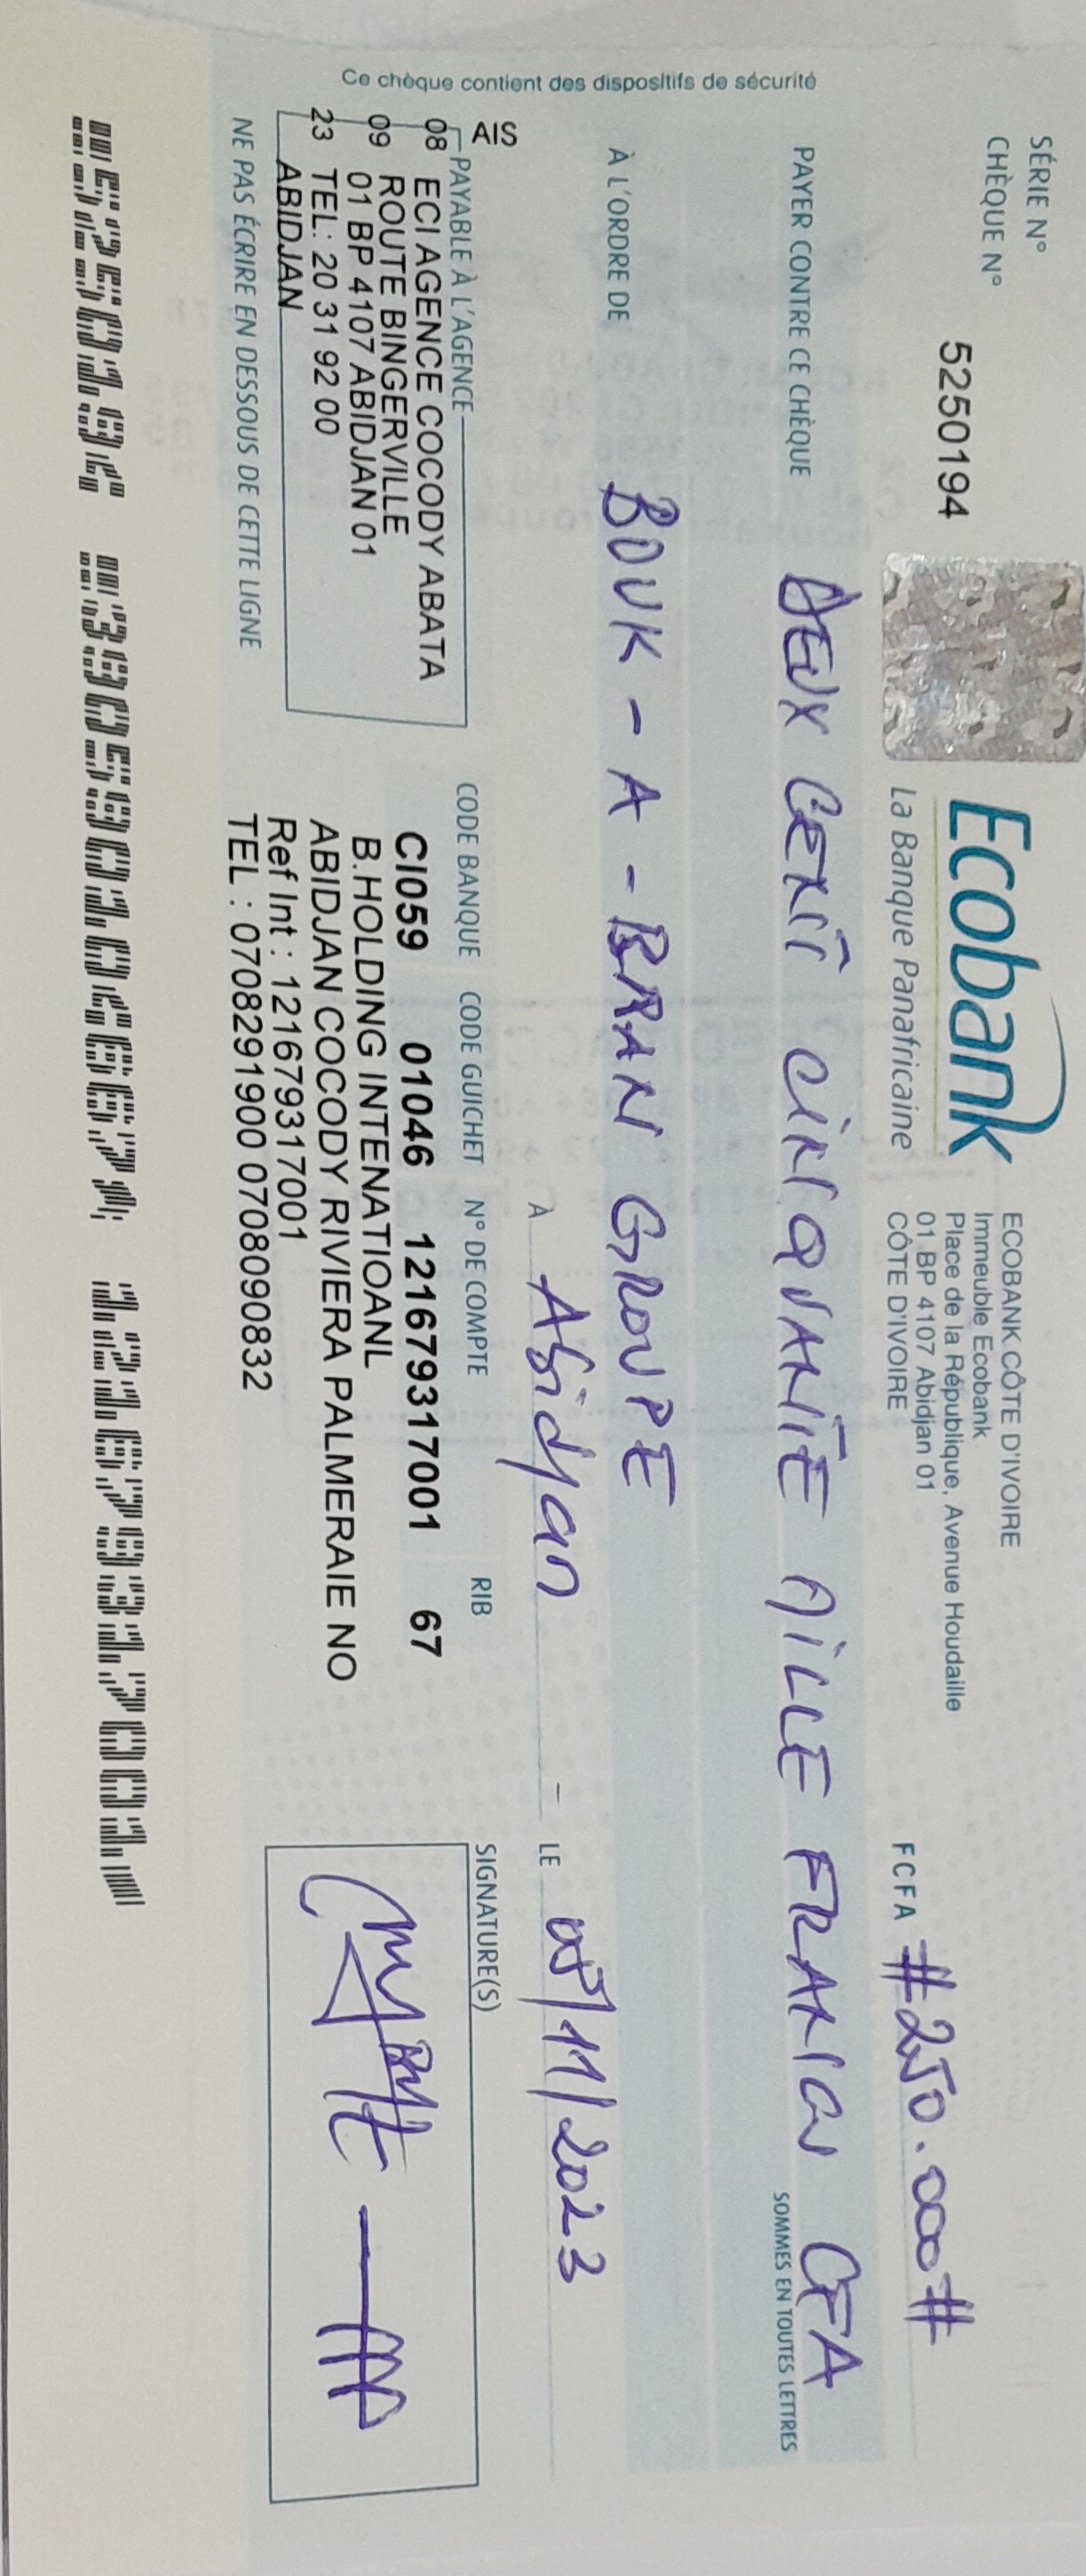 Ce chèque contient des dispositifs de sécurité
SÉRIE N°
CHÈQUE N° 5250194
Ecobank
La Banque Panafricaine
ECOBANK CÔTE D'IVOIRE
Immeuble Ecobank
Place de la République, Avenue Houdaille
01 BP 4107 Abidjan 01
CÔTE D'IVOIRE
FCFA #250.000#
PAYER CONTRE CE CHÈQUE DEUX CENT CINQUANTE MILLE FRANCS CFA
SOMMES EN TOUTES LETTRES
À L'ORDRE DE BOUK-A-BRAN GROUPE
À Abidjan LE 08/11/2023
AIS
PAYABLE À L'AGENCE
08 ECI AGENCE COCODY ABATA
09 ROUTE BINGERVILLE
01 BP 4107 ABIDJAN 01
23 TEL: 20 31 92 00
ABIDJAN
CODE BANQUE CODE GUICHET N° DE COMPTE RIB
CI059 01046 121679317001 67
B.HOLDING INTENATIOANL
ABIDJAN COCODY RIVIERA PALMERAIE NO
Ref Int : 121679317001
TEL : 0708291900 0708090832
SIGNATURE(S)
NE PAS ÉCRIRE EN DESSOUS DE CETTE LIGNE
5250194 3905901046671 121679317001